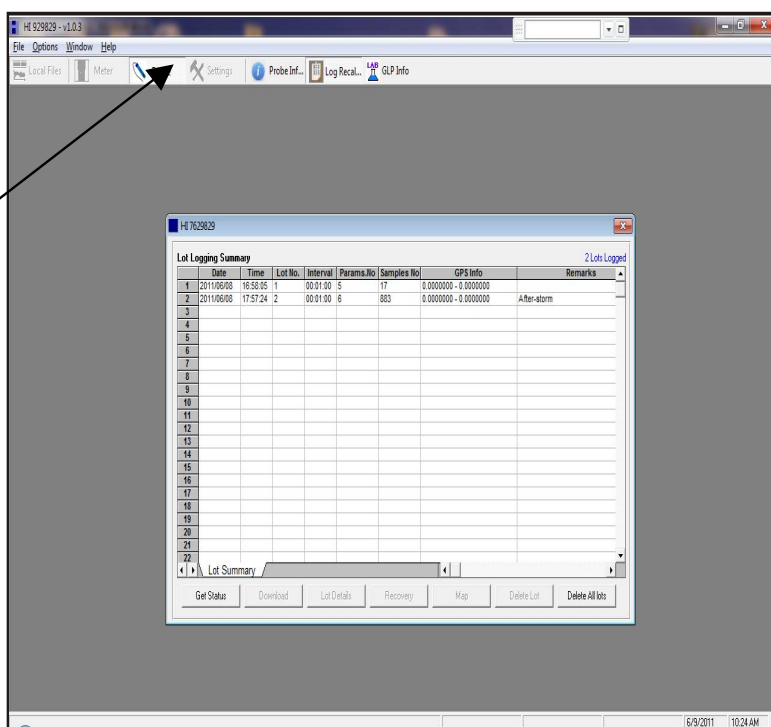 HI 929829 - v1.0.3
File Options Window Help
Local Files Meter Settings Probe Inf... Log Recal... LAB GLP Info
HI 7629829
Lot Logging Summary 2 Lots Logged
Date Time Lot No. Interval Params.No Samples No GPS Info Remarks
1 2011/06/08 16:58:05 1 00:01:00 5 17 0.0000000 - 0.0000000
2 2011/06/08 17:57:24 2 00:01:00 6 883 0.0000000 - 0.0000000 After-storm
3
4
5
6
7
8
9
10
11
12
13
14
15
16
17
18
19
20
21
22
Lot Summary
Get Status Download Lot Details Recovery Map Delete Lot Delete All lots
6/9/2011 10:24 AM